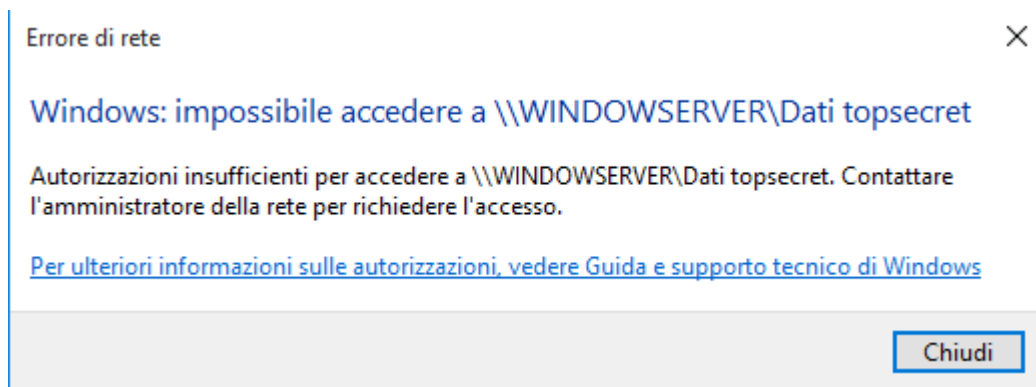 Errore di rete
Windows: impossibile accedere a \\WINDOWSERVER\Dati topsecret
Autorizzazioni insufficienti per accedere a \\WINDOWSERVER\Dati topsecret. Contattare
l'amministratore della rete per richiedere l'accesso.
Per ulteriori informazioni sulle autorizzazioni, vedere Guida e supporto tecnico di Windows
Chiudi